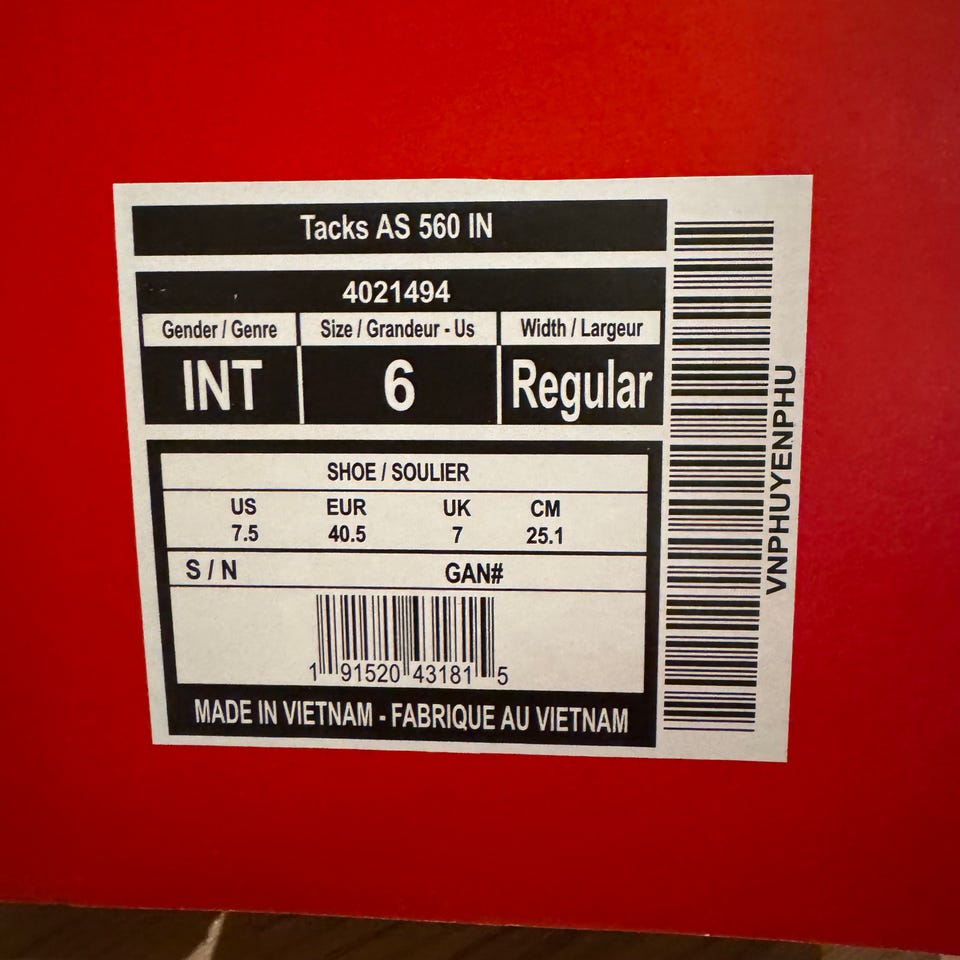 Tacks AS 560 IN
4021494
Gender / Genre Size / Grandeur - Us Width / Largeur
INT 6 Regular
SHOE / SOULIER
US EUR UK CM
7.5 40.5 7 25.1
S / N GAN#
1 91520 43181 5
MADE IN VIETNAM - FABRIQUE AU VIETNAM
VNPHUYENPHU